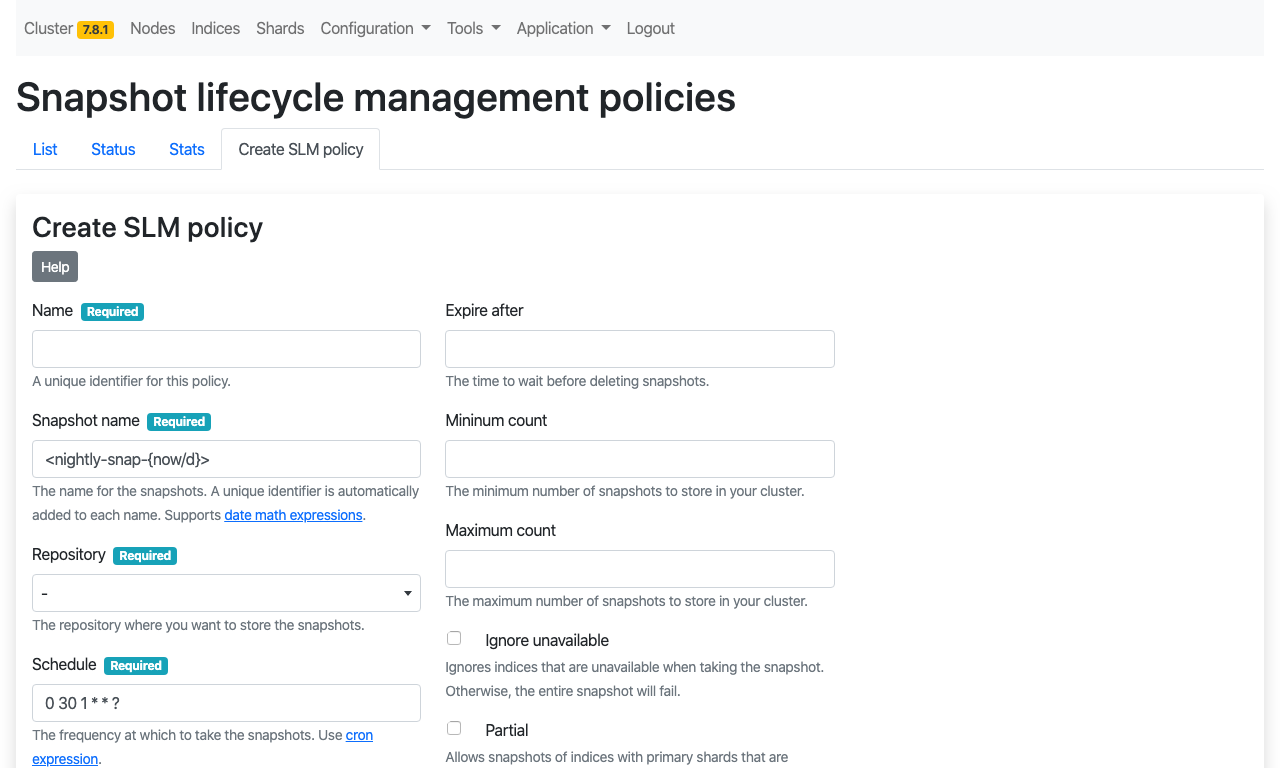 Cluster 7.8.1 Nodes Indices Shards Configuration Tools Application Logout
Snapshot lifecycle management policies
List Status Stats Create SLM policy
Create SLM policy
Help
Name Required
A unique identifier for this policy.
Snapshot name Required
<nightly-snap-{now/d}>
The name for the snapshots. A unique identifier is automatically
added to each name. Supports date math expressions.
Repository Required
-
The repository where you want to store the snapshots.
Schedule Required
0 30 1 * * ?
The frequency at which to take the snapshots. Use cron
expression.
Expire after
The time to wait before deleting snapshots.
Mininum count
The minimum number of snapshots to store in your cluster.
Maximum count
The maximum number of snapshots to store in your cluster.
Ignore unavailable
Ignores indices that are unavailable when taking the snapshot.
Otherwise, the entire snapshot will fail.
Partial
Allows snapshots of indices with primary shards that are